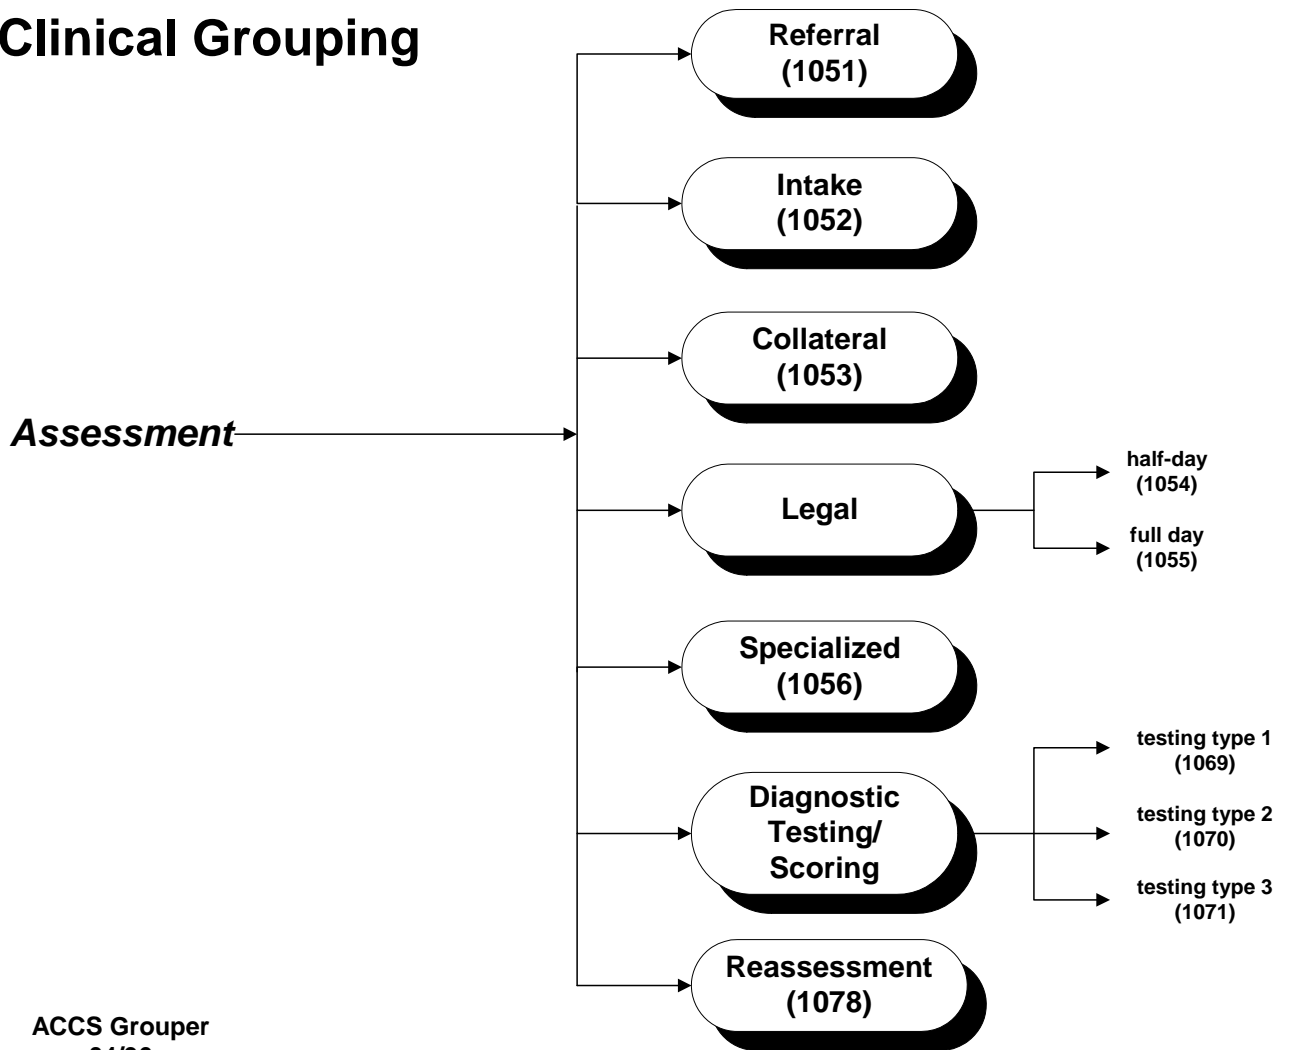 Clinical Grouping
Referral
(1051)
Intake
(1052)
Collateral
(1053)
Assessment
Legal
half-day
(1054)
full day
(1055)
Specialized
(1056)
Diagnostic
Testing/
Scoring
testing type 1
(1069)
testing type 2
(1070)
testing type 3
(1071)
Reassessment
(1078)
ACCS Grouper